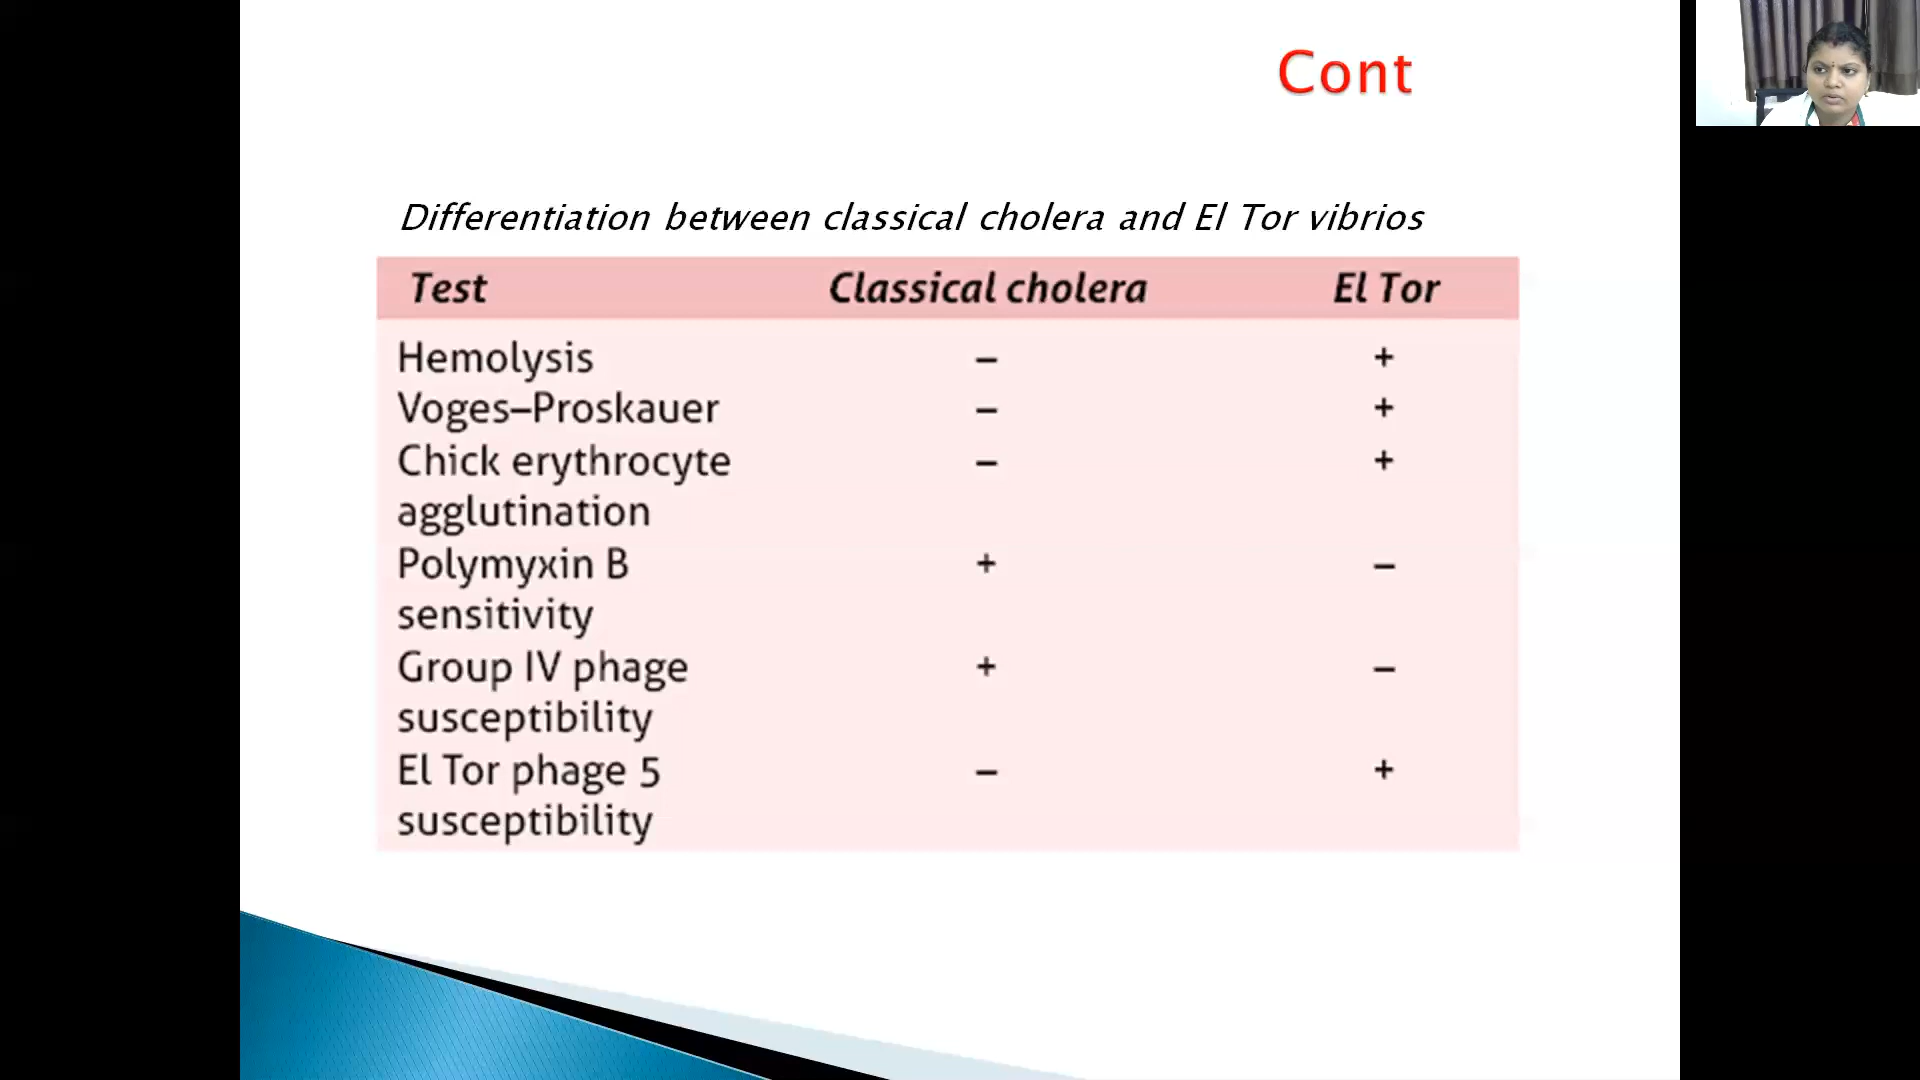 Cont
Differentiation between classical cholera and El Tor vibrios
Test Classical cholera El Tor
Hemolysis – +
Voges–Proskauer – +
Chick erythrocyte – +
agglutination
Polymyxin B + –
sensitivity
Group IV phage + –
susceptibility
El Tor phage 5 – +
susceptibility